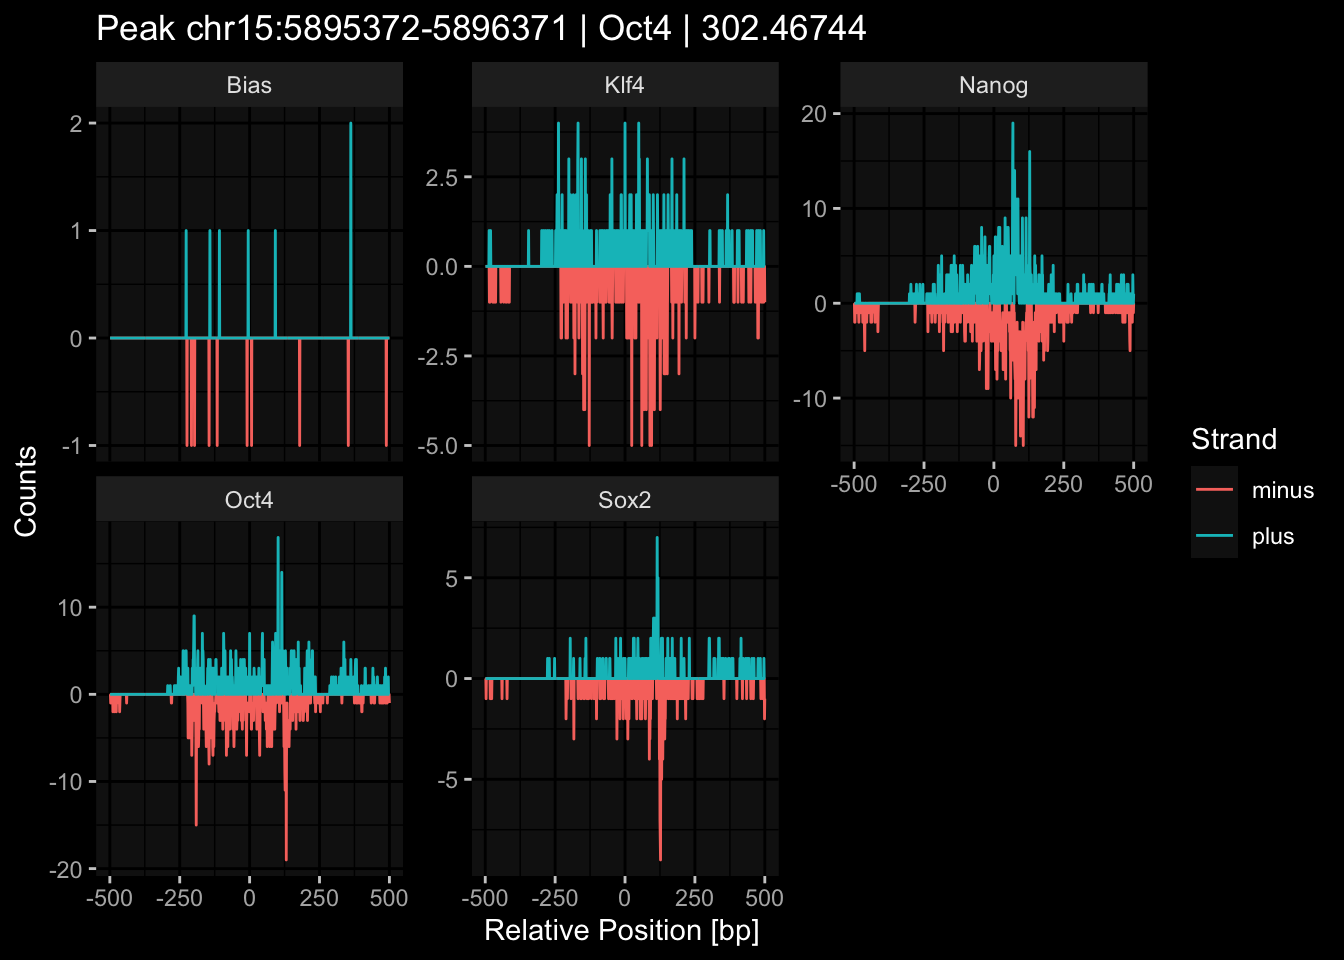 Peak chr15:5895372-5896371 | Oct4 | 302.46744
Bias
Klf4
Nanog
2
1
0
-1
2.5
0.0
-2.5
-5.0
20
10
0
-10
-500 -250 0 250 500
Oct4
Sox2
10
0
-10
-20
5
0
-5
-500 -250 0 250 500
-500 -250 0 250 500
Relative Position [bp]
Counts
Strand
minus
plus